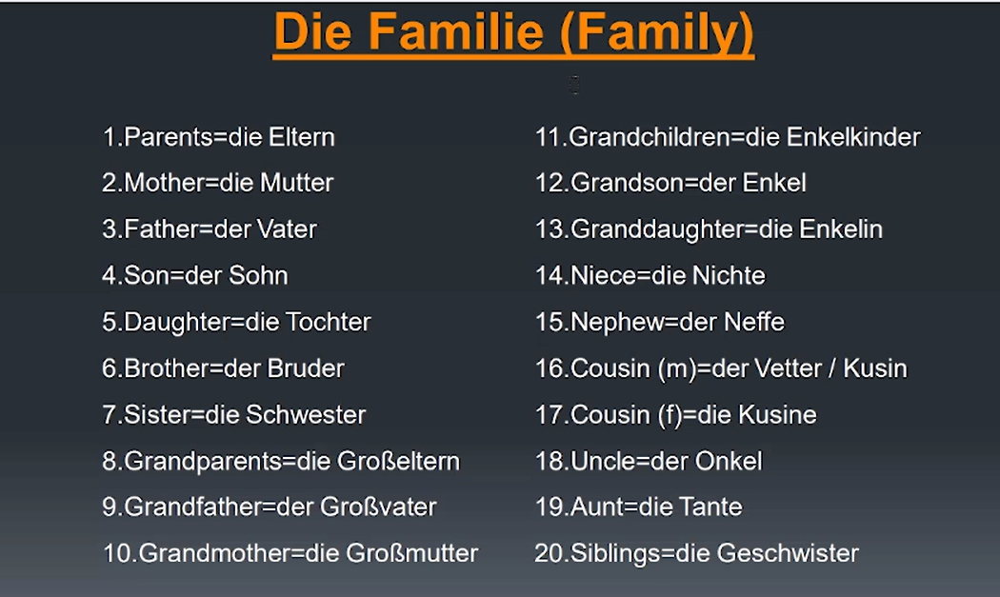 Die Familie (Family)
1.Parents=die Eltern
2.Mother=die Mutter
3.Father=der Vater
4.Son=der Sohn
5.Daughter=die Tochter
6.Brother=der Bruder
7.Sister=die Schwester
8.Grandparents=die Großeltern
9.Grandfather=der Großvater
10.Grandmother=die Großmutter
11.Grandchildren=die Enkelkinder
12.Grandson=der Enkel
13.Granddaughter=die Enkelin
14.Niece=die Nichte
15.Nephew=der Neffe
16.Cousin (m)=der Vetter / Kusin
17.Cousin (f)=die Kusine
18.Uncle=der Onkel
19.Aunt=die Tante
20.Siblings=die Geschwister